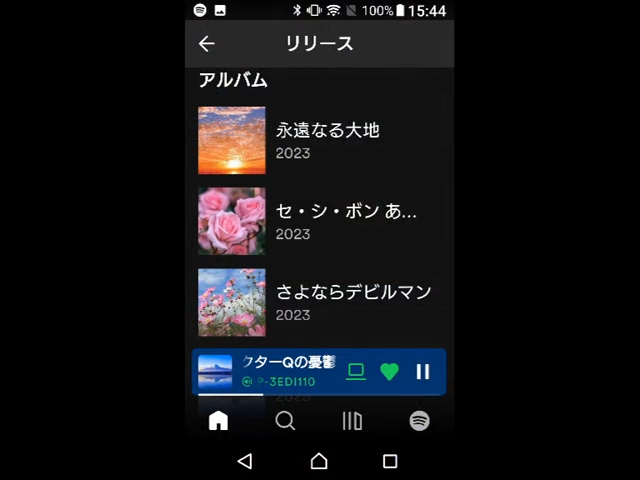 100% 15:44
リリース
アルバム
永遠なる大地
2023
セ・シ・ボン あ...
2023
さよならデビルマン
2023
クターQの憂鬱
P-3EDI110
2023